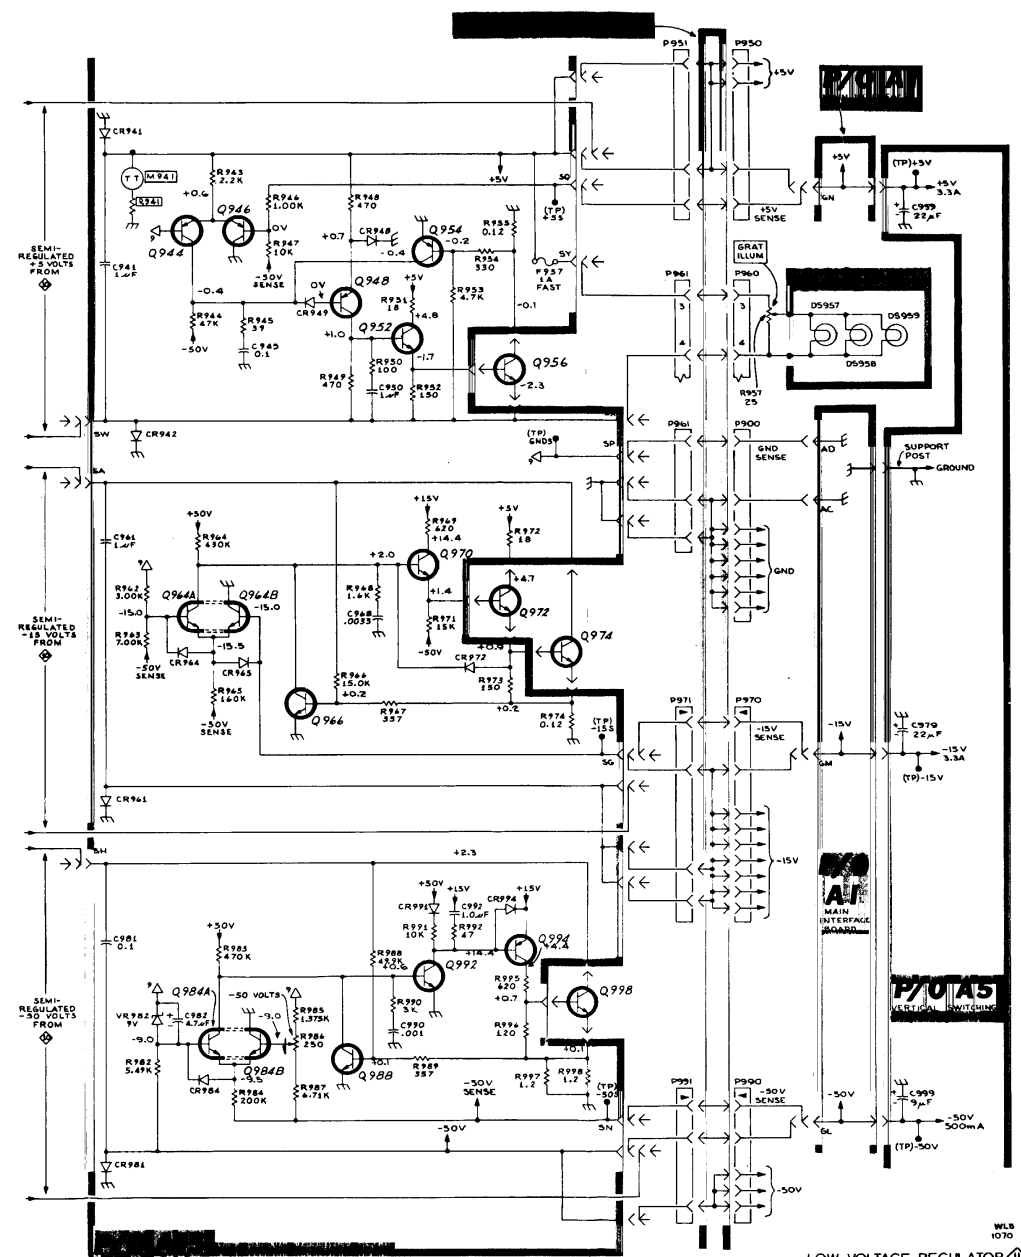 P951
P950
+5V
P/O A1
CR941
M941
R941
+0.6
R943
2.2K
Q946
R946
1.00K
0V
R947
10K
-50V
SENSE
Q944
-0.4
R948
470
+5V
SQ
(TP)
+5S
+0.7
CR948
-0.4
Q954
-0.2
R955
0.12
R954
330
R953
4.7K
-0.1
SY
F957
1A
FAST
+5V
SENSE
+5V
GN
(TP)+5V
+5V
3.3A
C959
22µF
SEMI-
REGULATED
+5 VOLTS
FROM
C941
1µF
R944
47K
-50V
R945
39
C945
0.1
0V
CR949
Q948
+1.0
R949
470
+5V
R951
18
+4.8
Q952
-1.7
R950
100
C950
1µF
R952
150
Q956
-2.3
P961
P960
3
3
4
4
GRAT
ILLUM
R957
25
DS957
DS959
DS958
SW
CR942
(TP)
GNDS
SP
P961
P900
GND
SENSE
AD
SUPPORT
POST
GROUND
AC
GND
SA
SEMI-
REGULATED
-15 VOLTS
FROM
C961
1µF
+50V
R964
430K
R962
3.00K
Q964A
Q964B
-15.0
-15.0
R963
7.00K
-15.5
-50V
SENSE
CR964
CR965
R965
160K
-50V
SENSE
+15V
R969
620
+14.4
Q970
+2.0
R968
1.6K
C968
.0033
+1.4
R971
15K
-50V
+5V
R972
18
+4.7
Q972
Q974
+0.9
CR972
R973
150
+0.2
R966
15.0K
+0.2
Q966
R967
357
R974
0.12
(TP)
-15S
SG
P971
P970
-15V
SENSE
-15V
GM
C979
22µF
-15V
3.3A
(TP)-15V
CR961
-15V
SH
+2.3
SEMI-
REGULATED
-50 VOLTS
FROM
C981
0.1
+50V
R983
470K
Q984A
-50 VOLTS
VR982
9V
C982
4.7µF
-9.0
-9.0
R985
1.375K
R986
250
Q984B
-9.5
CR984
R982
5.49K
R984
200K
R987
6.71K
+50V
CR991
R991
10K
+15V
C992
1.0µF
R992
47
CR994
+15V
+14.4
Q994
+4.4
R988
49.9K
+0.6
Q992
R990
3K
C990
.001
R995
620
+0.7
R996
120
Q998
+0.1
Q988
+0.1
R989
357
R997
1.2
R998
1.2
(TP)
-50S
-50V
SENSE
SN
-50V
CR981
P991
P990
-50V
SENSE
-50V
GL
C999
9µF
-50V
500mA
(TP)-50V
-50V
P/O
A1
MAIN
INTERFACE
BOARD
P/O A5
VERTICAL SWITCHING
WLB
1070
LOW VOLTAGE REGULATOR